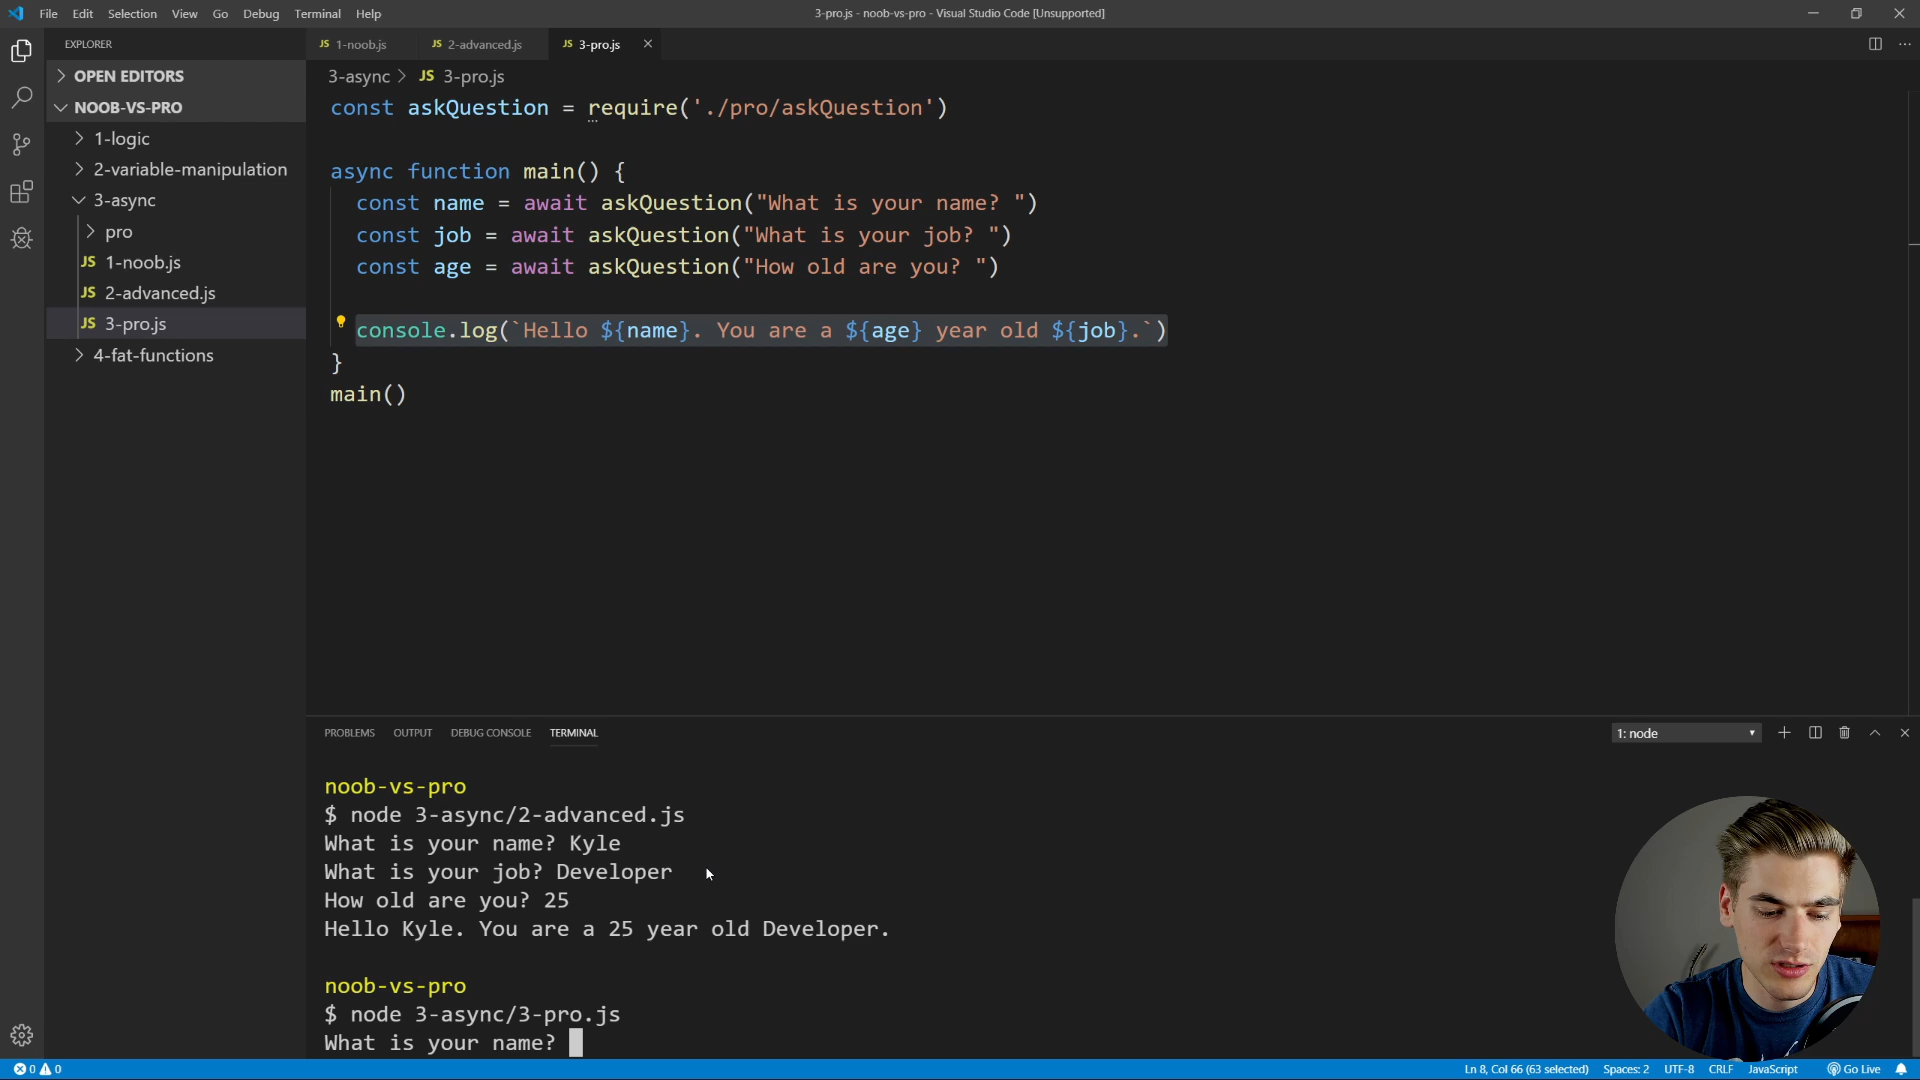 File Edit Selection View Go Debug Terminal Help
3-pro.js - noob-vs-pro - Visual Studio Code [Unsupported]
EXPLORER
OPEN EDITORS
NOOB-VS-PRO
1-logic
2-variable-manipulation
3-async
pro
JS 1-noob.js
JS 2-advanced.js
JS 3-pro.js
4-fat-functions
JS 1-noob.js JS 2-advanced.js JS 3-pro.js
3-async > JS 3-pro.js
const askQuestion = require('./pro/askQuestion')
async function main() {
const name = await askQuestion("What is your name? ")
const job = await askQuestion("What is your job? ")
const age = await askQuestion("How old are you? ")
console.log(`Hello ${name}. You are a ${age} year old ${job}.`)
}
main()
PROBLEMS OUTPUT DEBUG CONSOLE TERMINAL
1: node
noob-vs-pro
$ node 3-async/2-advanced.js
What is your name? Kyle
What is your job? Developer
How old are you? 25
Hello Kyle. You are a 25 year old Developer.
noob-vs-pro
$ node 3-async/3-pro.js
What is your name?
0 0
Ln 8, Col 66 (63 selected) Spaces: 2 UTF-8 CRLF JavaScript Go Live